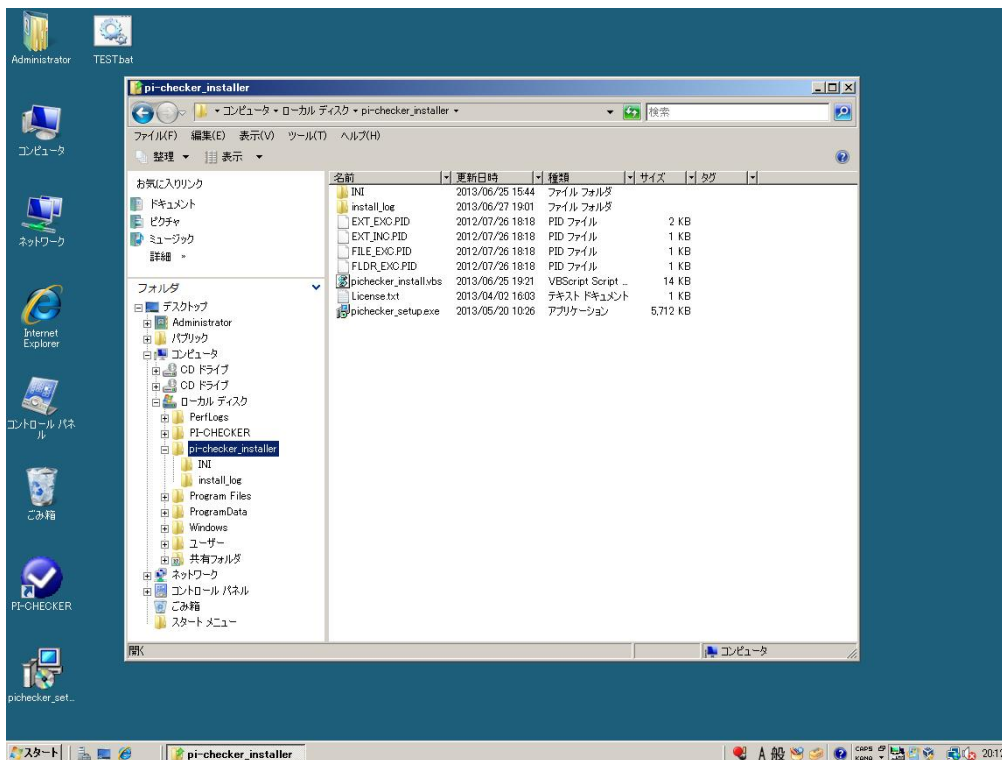 Administrator
TEST.bat
コンピュータ
ネットワーク
Internet Explorer
コントロール パネル
ごみ箱
PI-CHECKER
pichecker_set...
pi-checker_installer
コンピュータ ▾ ローカル ディスク ▾ pi-checker_installer ▾
検索
ファイル(F) 編集(E) 表示(V) ツール(T) ヘルプ(H)
整理 ▾ 表示 ▾
お気に入りリンク
ドキュメント
ピクチャ
ミュージック
詳細 »
フォルダ
デスクトップ
Administrator
パブリック
コンピュータ
CD ドライブ
CD ドライブ
ローカル ディスク
PerfLogs
PI-CHECKER
pi-checker_installer
INI
install_log
Program Files
ProgramData
Windows
ユーザー
共有フォルダ
ネットワーク
コントロール パネル
ごみ箱
スタート メニュー
名前 更新日時 種類 サイズ タグ
INI 2013/06/25 15:44 ファイル フォルダ
install_log 2013/06/27 19:01 ファイル フォルダ
EXT_EXC.PID 2012/07/26 18:18 PID ファイル 2 KB
EXT_INC.PID 2012/07/26 18:18 PID ファイル 1 KB
FILE_EXC.PID 2012/07/26 18:18 PID ファイル 1 KB
FLDR_EXC.PID 2012/07/26 18:18 PID ファイル 1 KB
pichecker_install.vbs 2013/06/25 19:21 VBScript Script ... 14 KB
License.txt 2013/04/02 16:03 テキスト ドキュメント 1 KB
pichecker_setup.exe 2013/05/20 10:26 アプリケーション 5,712 KB
開く
コンピュータ
スタート
pi-checker_installer
A 般
CAPS
KANA
20:12